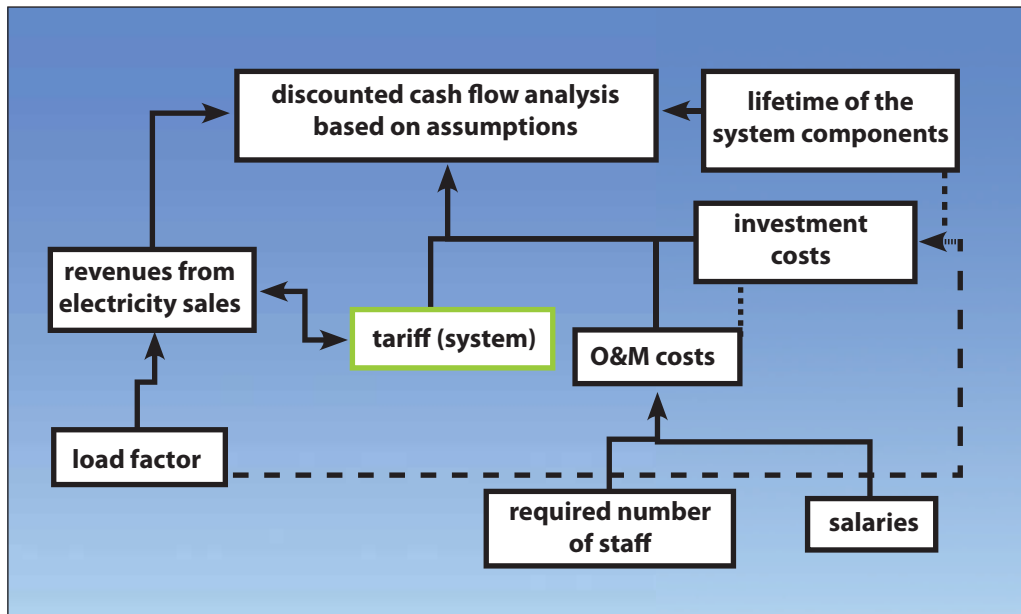 discounted cash flow analysis
based on assumptions
lifetime of the
system components
investment
costs
revenues from
electricity sales
tariff (system)
O&M costs
load factor
required number
of staff
salaries